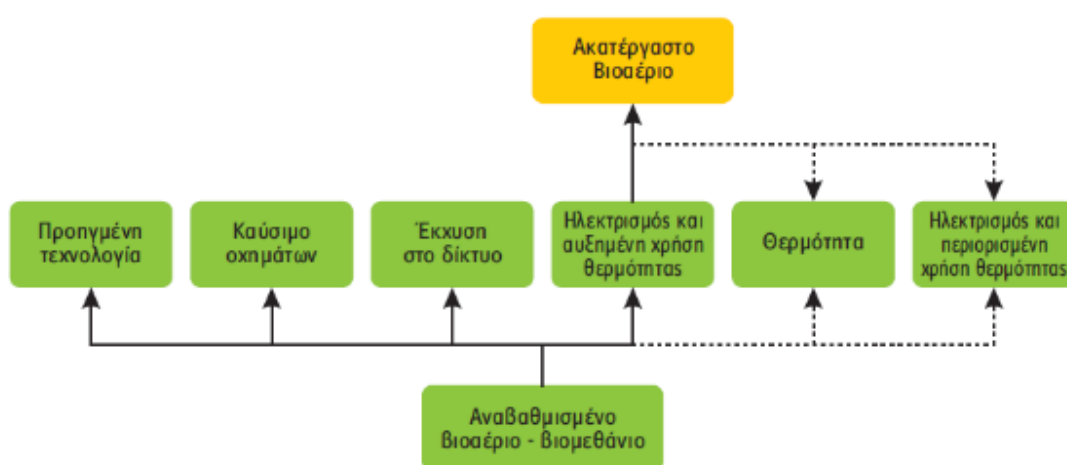 Ακατέργαστο
Βιοαέριο
Προηγμένη
τεχνολογία
Καύσιμο
οχημάτων
Έκχυση
στο δίκτυο
Ηλεκτρισμός και
αυξημένη χρήση
θερμότητας
Θερμότητα
Ηλεκτρισμός και
περιορισμένη
χρήση θερμότητας
Αναβαθμισμένο
βιοαέριο - βιομεθάνιο